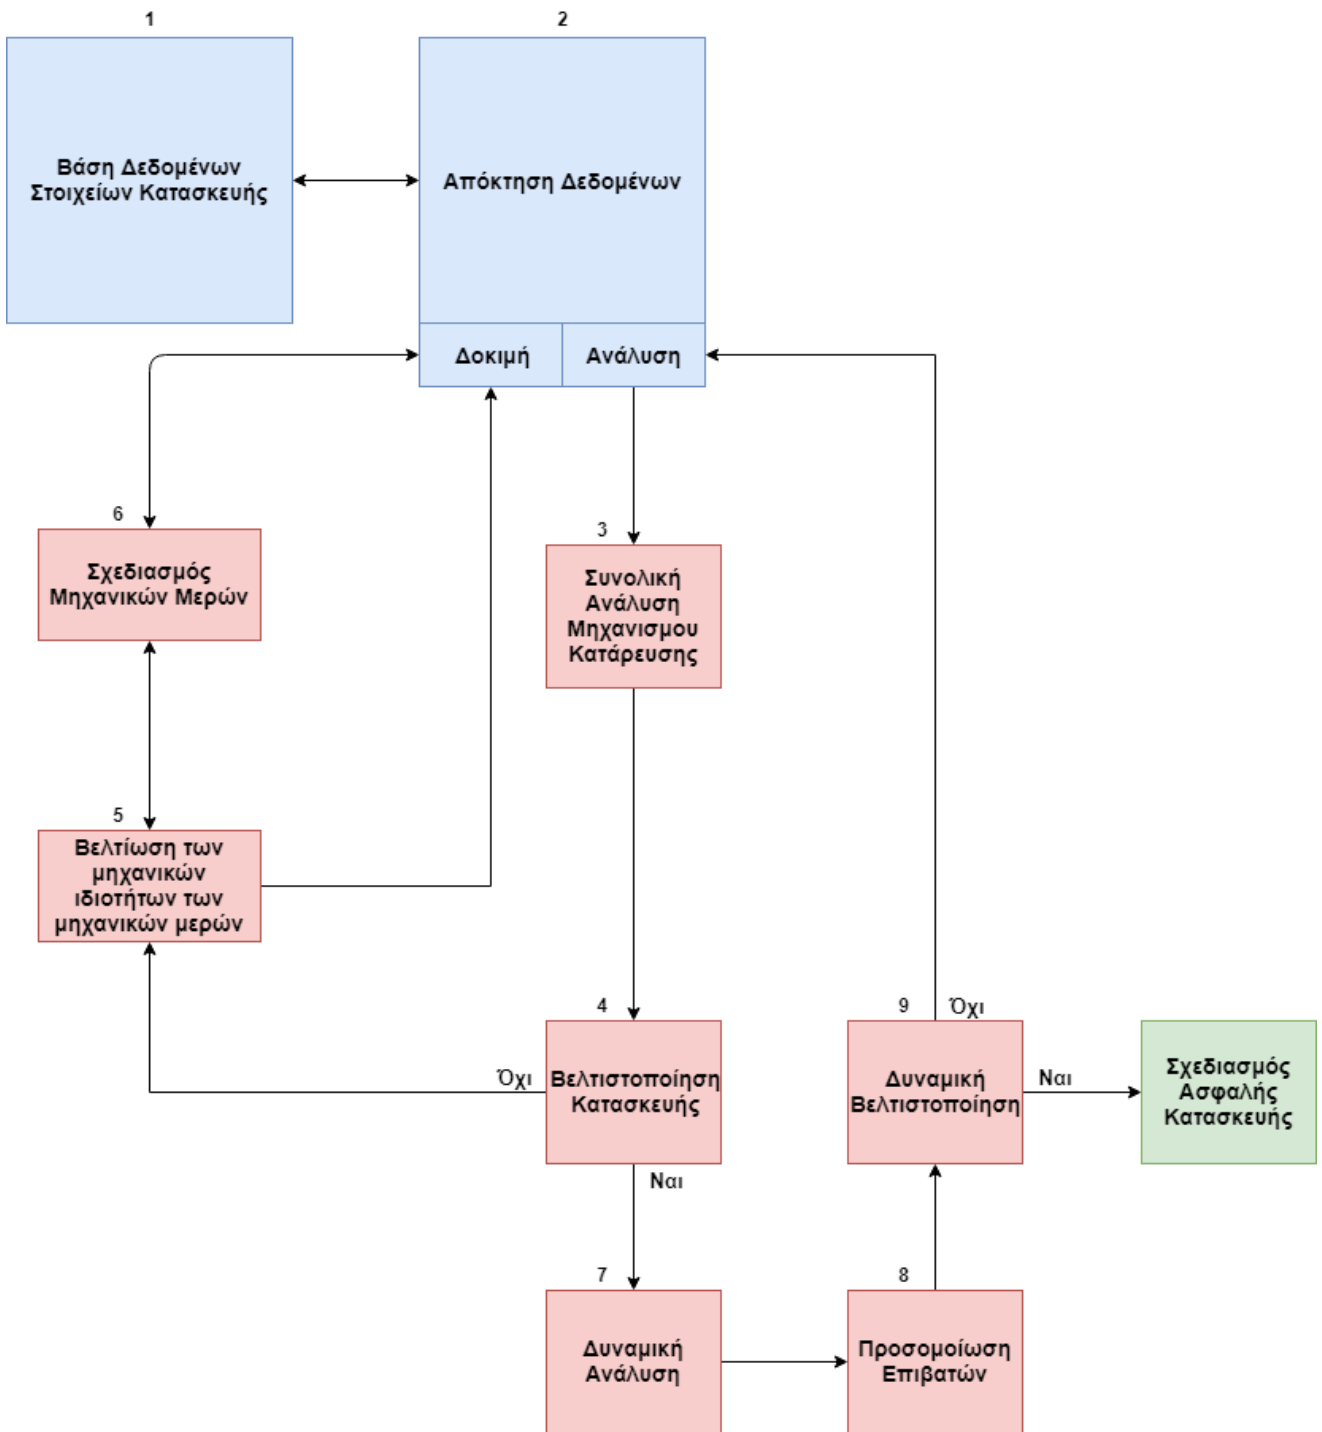 1
2
Βάση Δεδομένων
Στοιχείων Κατασκευής
Απόκτηση Δεδομένων
Δοκιμή
Ανάλυση
6
Σχεδιασμός
Μηχανικών Μερών
3
Συνολική
Ανάλυση
Μηχανισμου
Κατάρευσης
5
Βελτίωση των
μηχανικών
ιδιοτήτων των
μηχανικών μερών
4
Όχι
Βελτιστοποίηση
Κατασκευής
Ναι
9
Όχι
Δυναμική
Βελτιστοποίηση
Ναι
Σχεδιασμός
Ασφαλής
Κατασκευής
7
Δυναμική
Ανάλυση
8
Προσομοίωση
Επιβατών